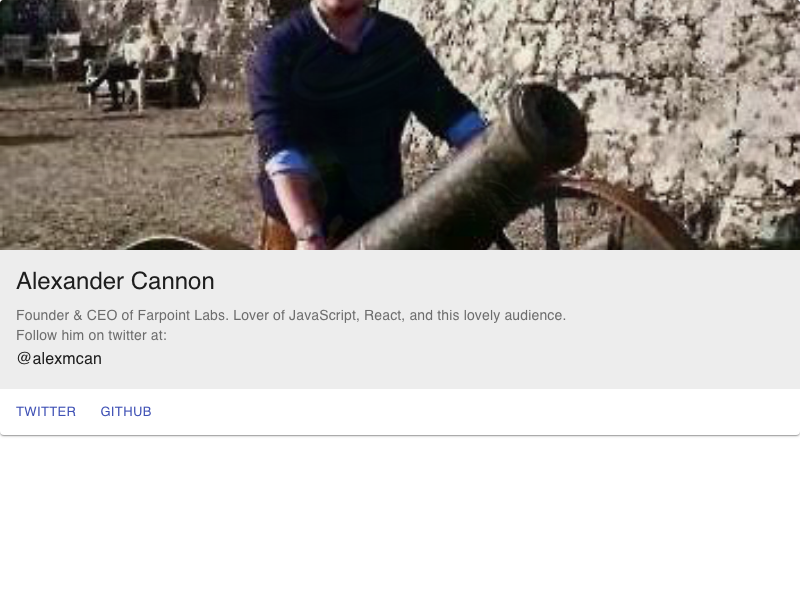 Alexander Cannon
Founder & CEO of Farpoint Labs. Lover of JavaScript, React, and this lovely audience.
Follow him on twitter at:
@alexmcan
TWITTER GITHUB